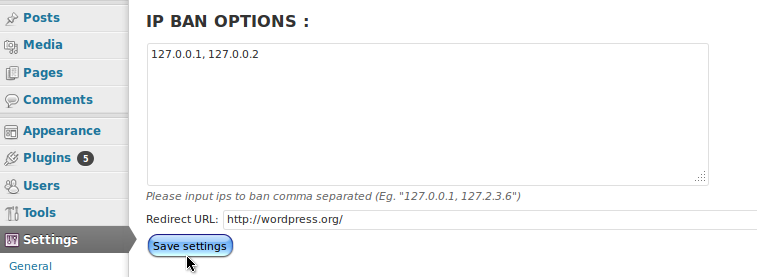 Posts
Media
Pages
Comments
Appearance
Plugins 5
Users
Tools
Settings
General
IP BAN OPTIONS :
127.0.0.1, 127.0.0.2
Please input ips to ban comma separated (Eg. "127.0.0.1, 127.2.3.6")
Redirect URL: http://wordpress.org/
Save settings